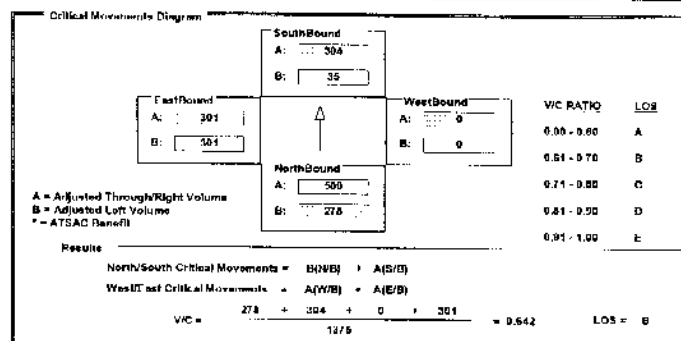 Critical Movements Diagram
SouthBound
A: 304
B: 35
EastBound
A: 301
B: 301
WestBound
A: 0
B: 0
NorthBound
A: 500
B: 278
V/C RATIO LOS
0.00 - 0.60 A
0.61 - 0.70 B
0.71 - 0.80 C
0.81 - 0.90 D
0.91 - 1.00 E
A = Adjusted Through/Right Volume
B = Adjusted Left Volume
* = ATSAC Benefit
Results
North/South Critical Movements = B(N/B) + A(S/B)
West/East Critical Movements = A(W/B) + A(E/B)
V/C = 278 + 304 + 0 + 301 = 0.642 LOS = B
1375